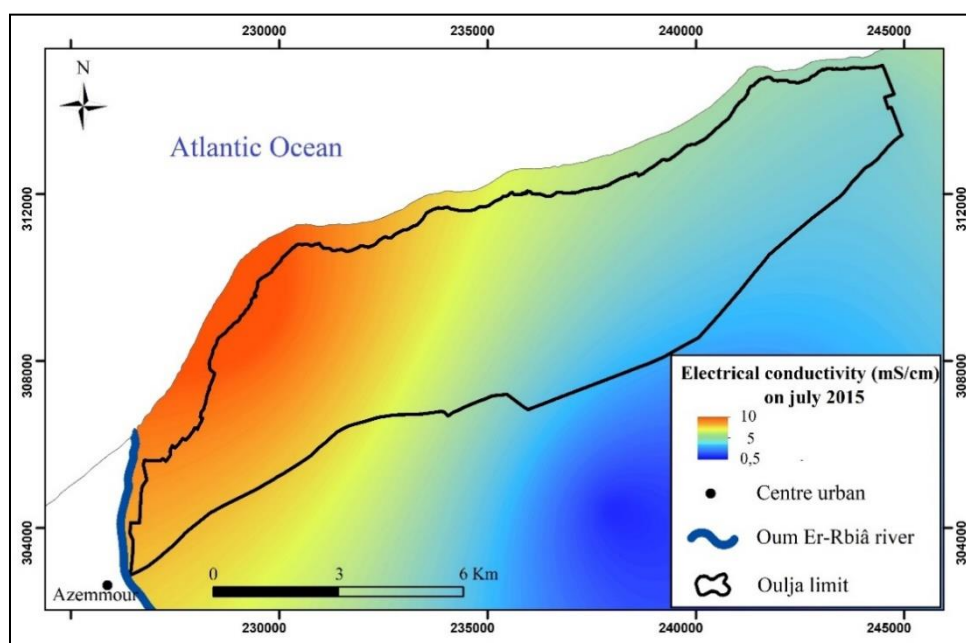 230000 235000 240000 245000
N
Atlantic Ocean
312000
312000
308000
308000
304000
304000
Electrical conductivity (mS/cm)
on july 2015
10
5
0,5
Centre urban
Oum Er-Rbiâ river
Oulja limit
0 3 6 Km
Azemmour
230000 235000 240000 245000